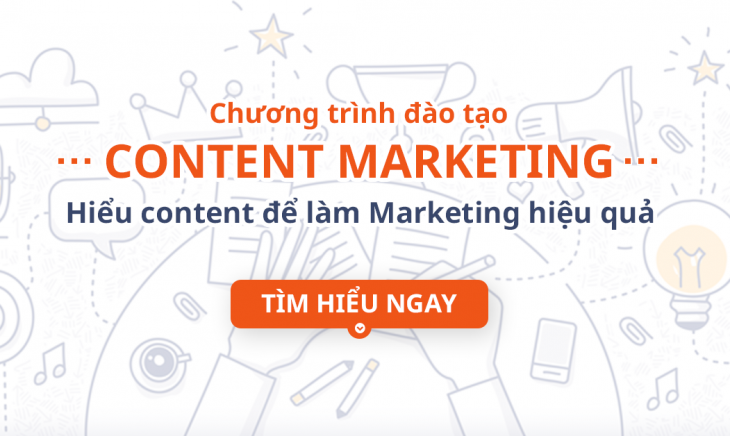 Chương trình đào tạo
··· CONTENT MARKETING ···
Hiểu content để làm Marketing hiệu quả
TÌM HIỂU NGAY